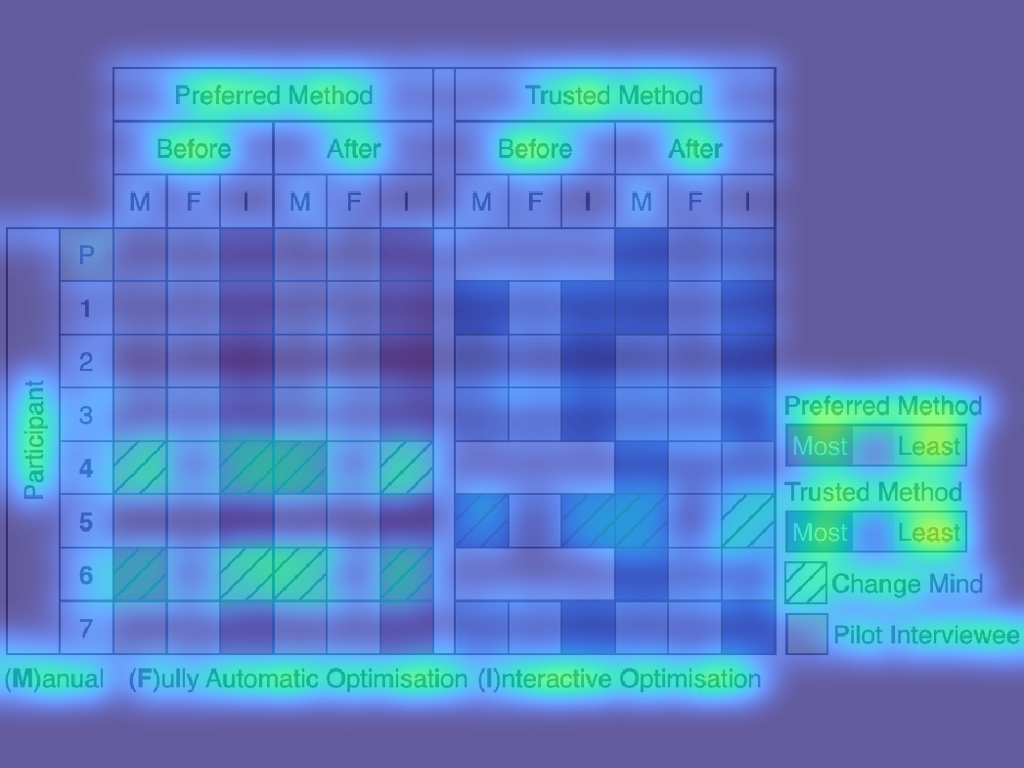 Preferred Method Trusted Method
Before After Before After
M F I M F I M F I M F I
P
1
2
3
4
5
6
7
Participant
Preferred Method
Most Least
Trusted Method
Most Least
Change Mind
Pilot Interviewee
(M)anual (F)ully Automatic Optimisation (I)nteractive Optimisation